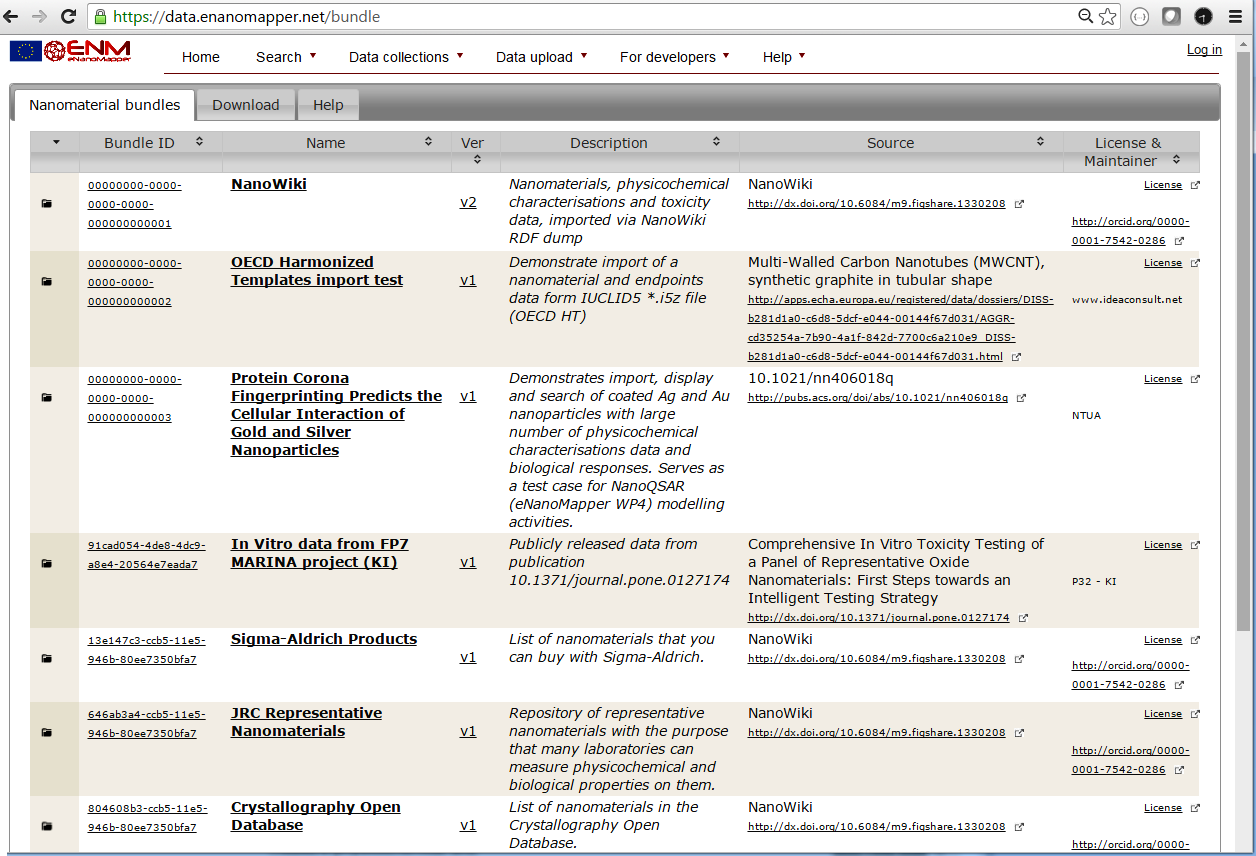 https://data.enanomapper.net/bundle
ENM
eNanoMapper
Home Search Data collections Data upload For developers Help
Log in
Nanomaterial bundles Download Help
Bundle ID Name Ver Description Source License &
Maintainer
00000000-0000-
0000-0000-
000000000001
NanoWiki
v2
Nanomaterials, physicochemical
characterisations and toxicity
data, imported via NanoWiki
RDF dump
NanoWiki
http://dx.doi.org/10.6084/m9.figshare.1330208
License
http://orcid.org/0000-
0001-7542-0286
00000000-0000-
0000-0000-
000000000002
OECD Harmonized
Templates import test
v1
Demonstrate import of a
nanomaterial and endpoints
data form IUCLID5 *.i5z file
(OECD HT)
Multi-Walled Carbon Nanotubes (MWCNT),
synthetic graphite in tubular shape
http://apps.echa.europa.eu/registered/data/dossiers/DISS-
b281d1a0-c6d8-5dcf-e044-00144f67d031/AGGR-
cd35254a-7b90-4a1f-842d-7700c6a210e9_DISS-
b281d1a0-c6d8-5dcf-e044-00144f67d031.html
License
www.ideaconsult.net
00000000-0000-
0000-0000-
000000000003
Protein Corona
Fingerprinting Predicts the
Cellular Interaction of
Gold and Silver
Nanoparticles
v1
Demonstrates import, display
and search of coated Ag and Au
nanoparticles with large
number of physicochemical
characterisations data and
biological responses. Serves as
a test case for NanoQSAR
(eNanoMapper WP4) modelling
activities.
10.1021/nn406018q
http://pubs.acs.org/doi/abs/10.1021/nn406018q
License
NTUA
91cad054-4de8-4dc9-
a8e4-20564e7eada7
In Vitro data from FP7
MARINA project (KI)
v1
Publicly released data from
publication
10.1371/journal.pone.0127174
Comprehensive In Vitro Toxicity Testing of
a Panel of Representative Oxide
Nanomaterials: First Steps towards an
Intelligent Testing Strategy
http://dx.doi.org/10.1371/journal.pone.0127174
License
P32 - KI
13e147c3-ccb5-11e5-
946b-80ee7350bfa7
Sigma-Aldrich Products
v1
List of nanomaterials that you
can buy with Sigma-Aldrich.
NanoWiki
http://dx.doi.org/10.6084/m9.figshare.1330208
License
http://orcid.org/0000-
0001-7542-0286
646ab3a4-ccb5-11e5-
946b-80ee7350bfa7
JRC Representative
Nanomaterials
v1
Repository of representative
nanomaterials with the purpose
that many laboratories can
measure physicochemical and
biological properties on them.
NanoWiki
http://dx.doi.org/10.6084/m9.figshare.1330208
License
http://orcid.org/0000-
0001-7542-0286
804608b3-ccb5-11e5-
946b-80ee7350bfa7
Crystallography Open
Database
v1
List of nanomaterials in the
Crystallography Open
Database.
NanoWiki
http://dx.doi.org/10.6084/m9.figshare.1330208
License
http://orcid.org/0000-